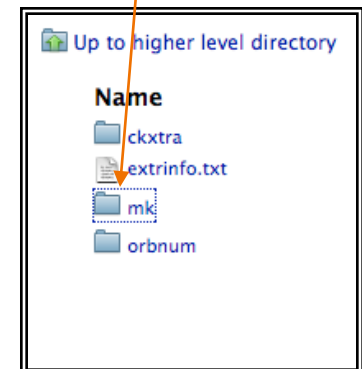 Up to higher level directory
Name
ckxtra
extrinfo.txt
mk
orbnum